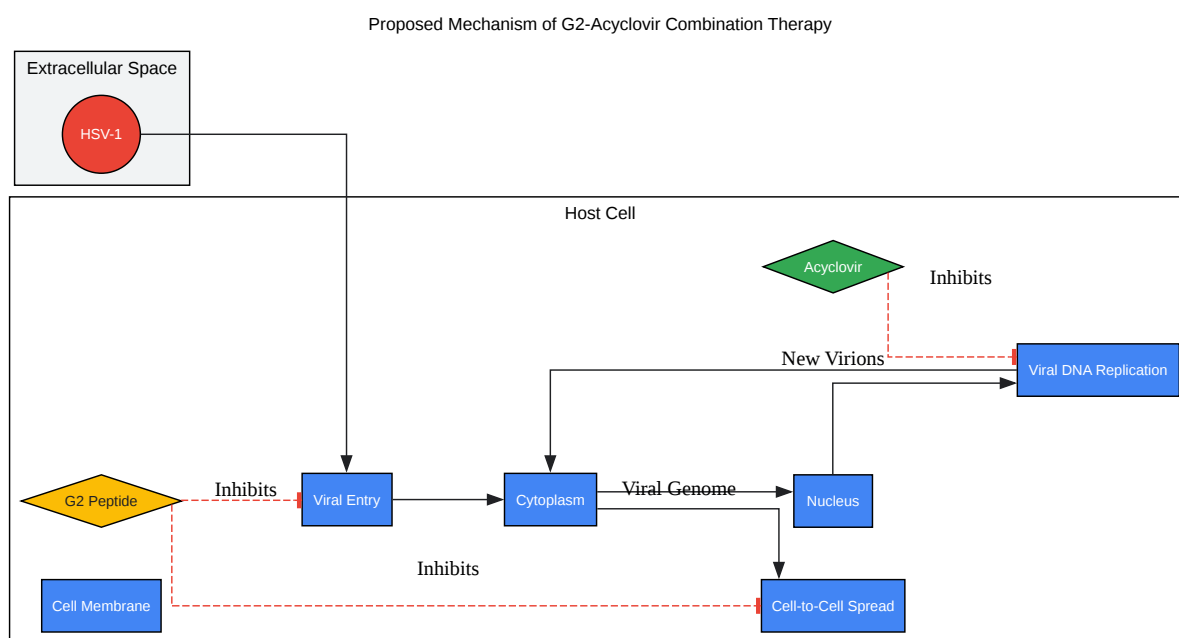 Proposed Mechanism of G2-Acyclovir Combination Therapy
Extracellular Space
HSV-1
Host Cell
Acyclovir
Inhibits
New Virions
Viral DNA Replication
G2 Peptide
Inhibits
Viral Entry
Cytoplasm
Viral Genome
Nucleus
Inhibits
Cell Membrane
Cell-to-Cell Spread